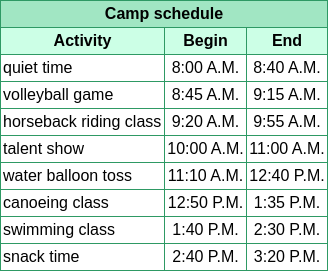 Camp schedule
Activity Begin End
quiet time 8:00 A.M. 8:40 A.M.
volleyball game 8:45 A.M. 9:15 A.M.
horseback riding class 9:20 A.M. 9:55 A.M.
talent show 10:00 A.M. 11:00 A.M.
water balloon toss 11:10 A.M. 12:40 P.M.
canoeing class 12:50 P.M. 1:35 P.M.
swimming class 1:40 P.M. 2:30 P.M.
snack time 2:40 P.M. 3:20 P.M.